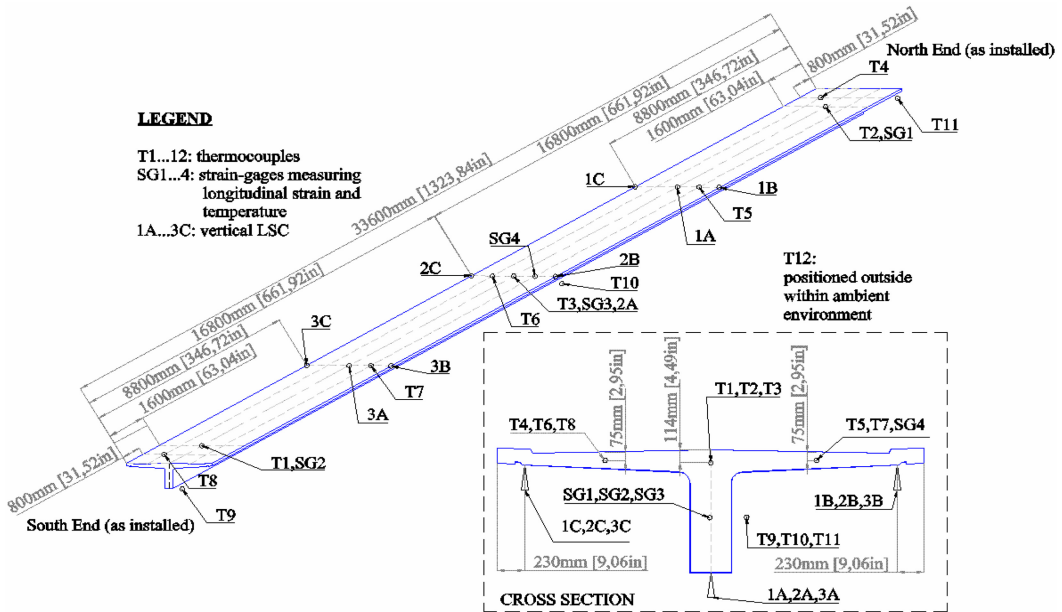 800mm [31,52in]
North End (as installed)
16800mm [661,92in]
8800mm [346,72in]
1600mm [63,04in]
T4
T2,SG1
T11
LEGEND
T1...12: thermocouples
SG1...4: strain-gages measuring
longitudinal strain and
temperature
1A...3C: vertical LSC
33600mm [1323,84in]
1C
1B
T5
1A
SG4
2C
2B
T10
T3,SG3,2A
T6
T12:
positioned outside
within ambient
environment
16800mm [661,92in]
8800mm [346,72in]
1600mm [63,04in]
3C
3B
T7
3A
800mm [31,52in]
T1,SG2
T8
T9
South End (as installed)
75mm [2,95in]
114mm [4,49in]
75mm [2,95in]
T1,T2,T3
T4,T6,T8
T5,T7,SG4
SG1,SG2,SG3
1B,2B,3B
1C,2C,3C
T9,T10,T11
230mm [9,06in]
230mm [9,06in]
1A,2A,3A
CROSS SECTION